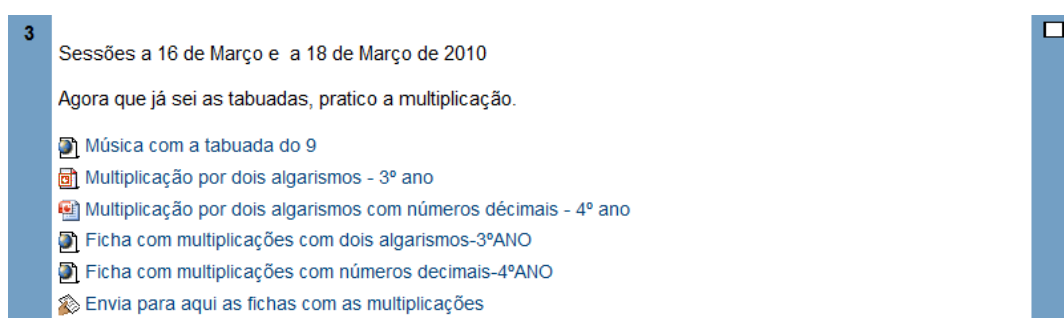 3
Sessões a 16 de Março e  a 18 de Março de 2010
Agora que já sei as tabuadas, pratico a multiplicação.
Música com a tabuada do 9
Multiplicação por dois algarismos - 3º ano
Multiplicação por dois algarismos com números décimais - 4º ano
Ficha com multiplicações com dois algarismos-3ºANO
Ficha com multiplicações com números decimais-4ºANO
Envia para aqui as fichas com as multiplicações